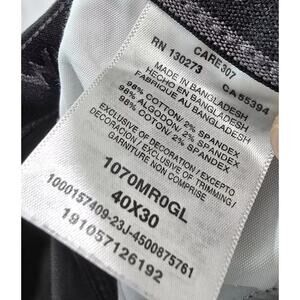 CARE307
RN 130273 CA 55394
MADE IN BANGLADESH
HECHO EN BANGLADESH
FABRIQUE AU BANGLADESH
98% COTTON/ 2% SPANDEX
98% ALGODON/ 2% SPANDEX
98% COTON/ 2% SPANDEX
EXCLUSIVE OF DECORATION / EXCEPTO
DECORACION / EXCLUSIVE OF TRIMMING /
GARNITURE NON COMPRISE
1070MR0GL
40X30
1000157409-23J-4500875761
191057126192